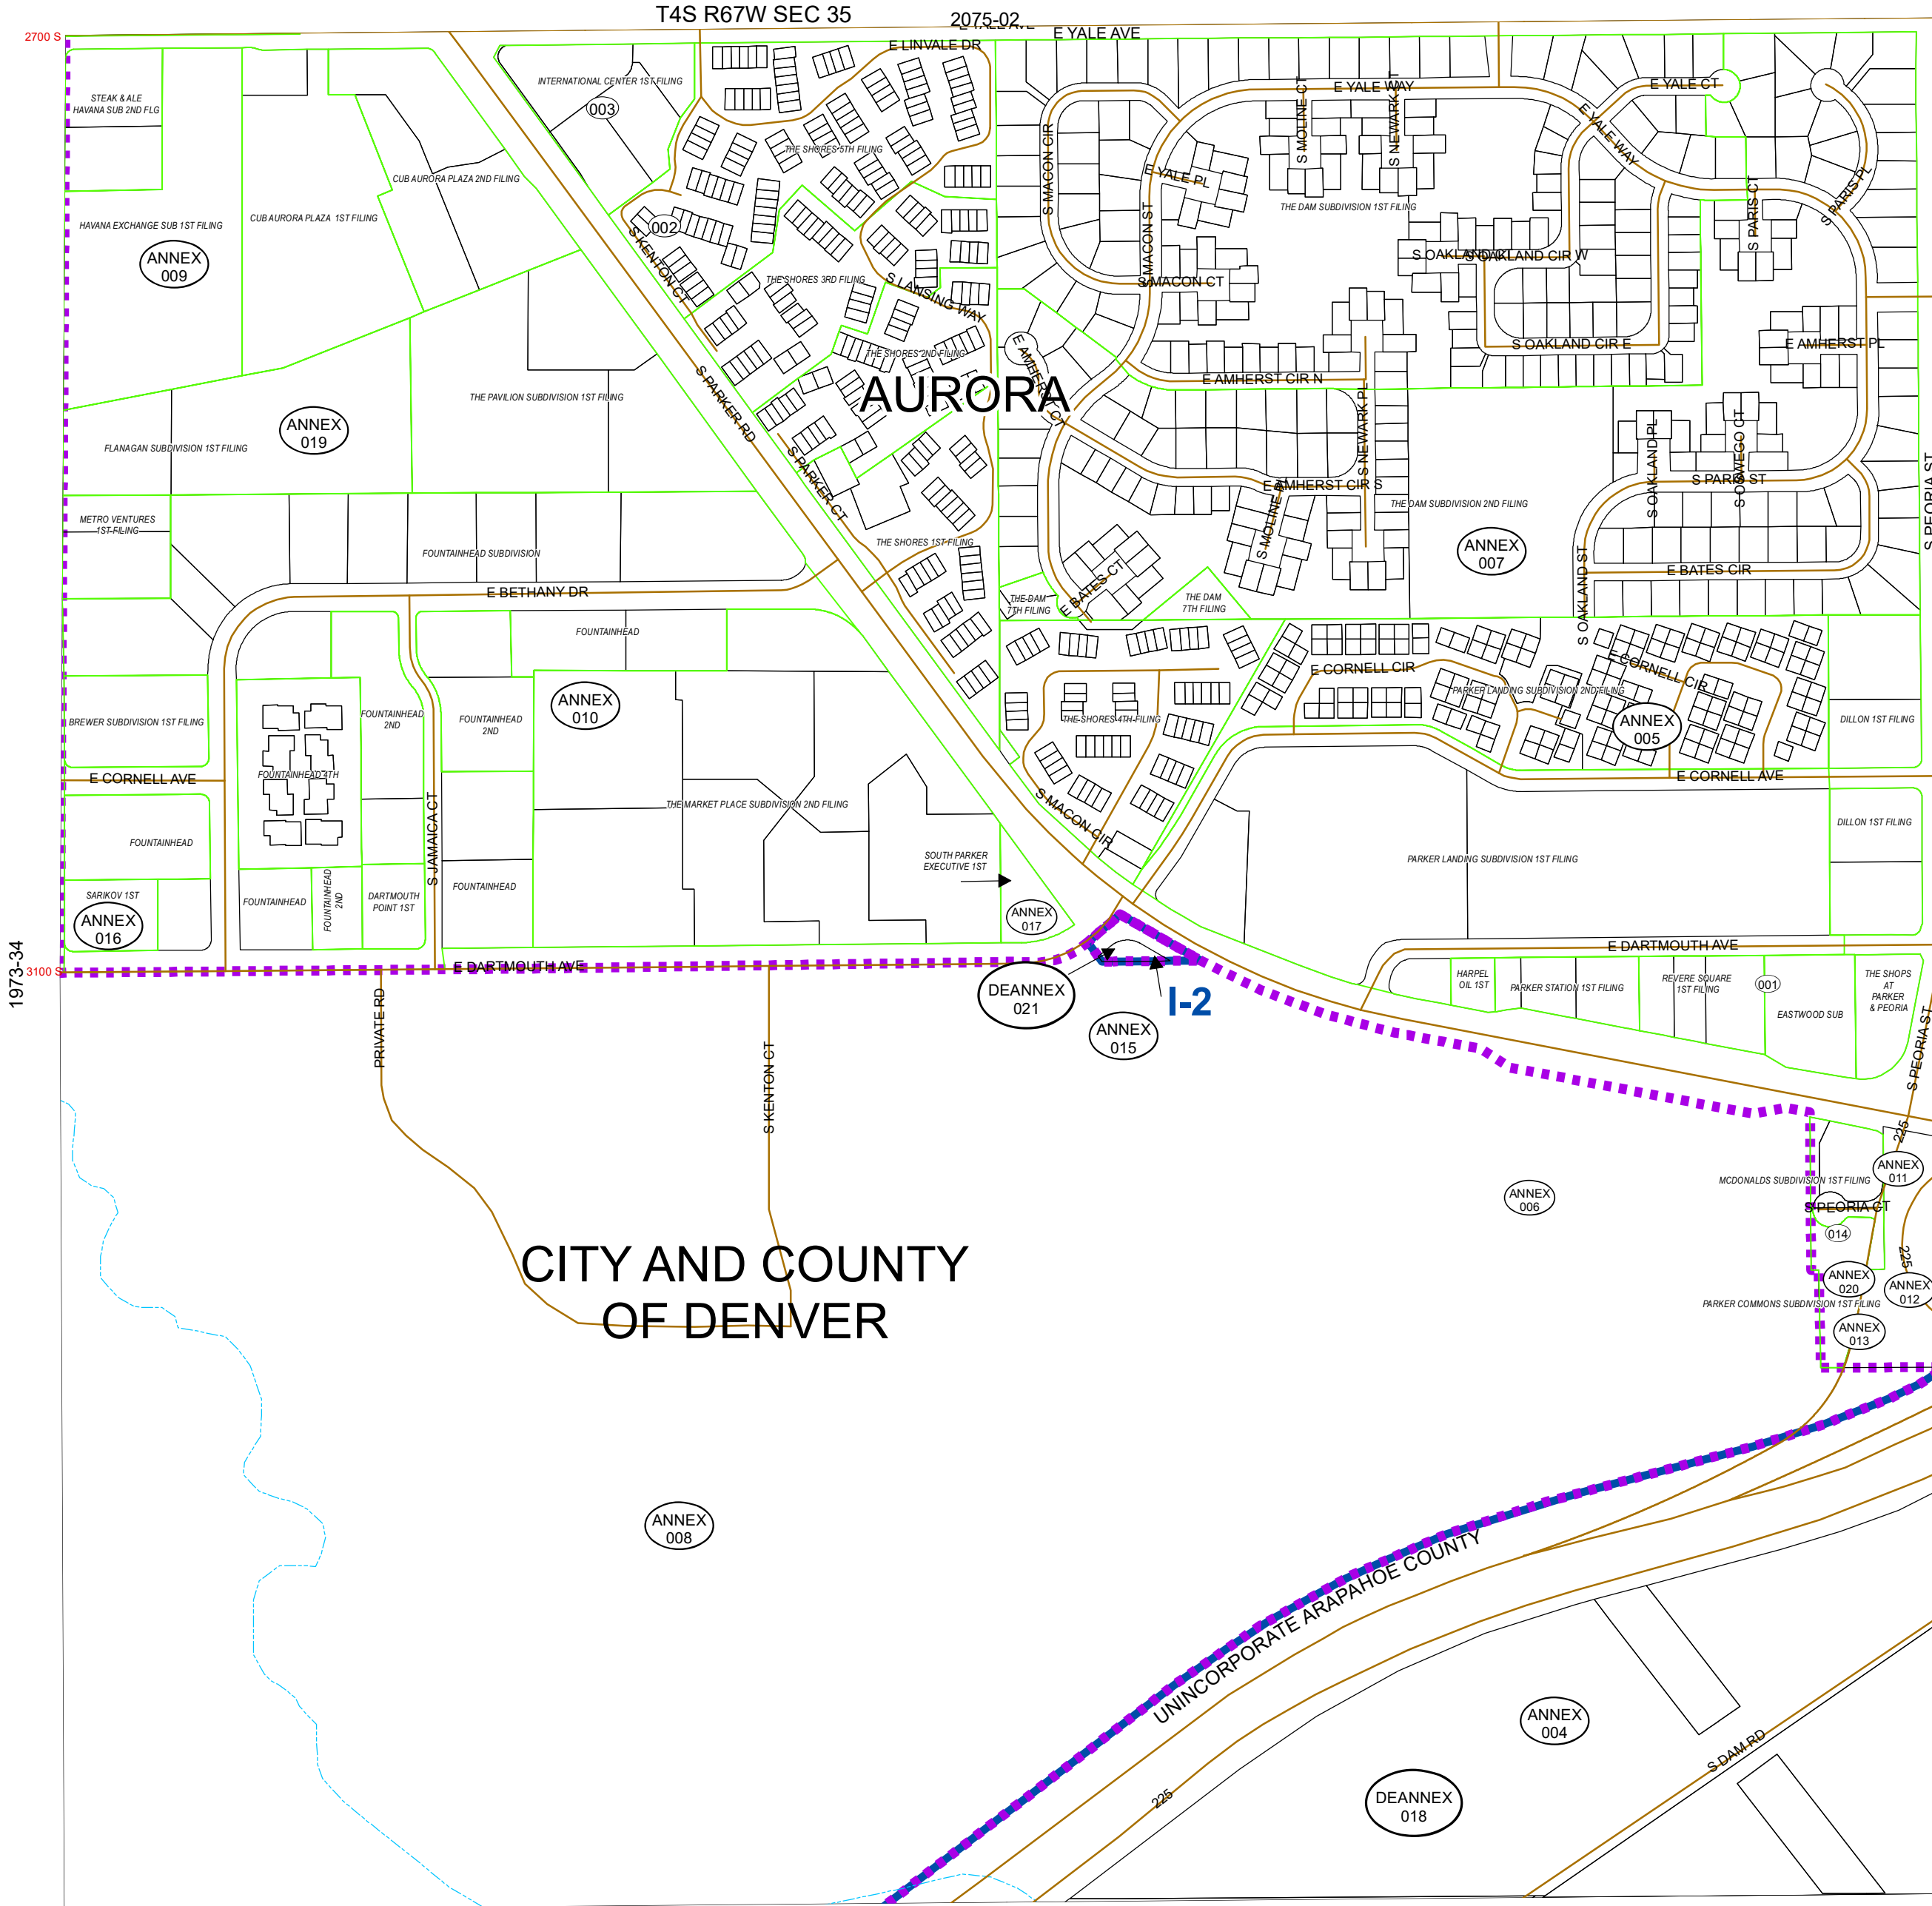 T4S R67W SEC 35
2075-02
E YALE AVE
2700 S
E LINVALE DR
INTERNATIONAL CENTER 1ST FILING
003
STEAK & ALE
HAVANA SUB 2ND FLG
E YALE WAY
E YALE CT
S MOLINE CT
S NEWARK ST
E YALE WAY
S MACON CIR
THE SHORES 5TH FILING
CUB AURORA PLAZA 2ND FILING
E YALE PL
S PARIS PL
S PARIS CT
THE DAM SUBDIVISION 1ST FILING
CUB AURORA PLAZA 1ST FILING
HAVANA EXCHANGE SUB 1ST FILING
002
S MACON ST
ANNEX
009
S KENTON CT
S OAKLAND CIR W
THE SHORES 3RD FILING
S LANSING WAY
S MACON CT
E AMHERST PL
S OAKLAND CIR E
THE SHORES 2ND FILING
E AMHERST CT
E AMHERST CIR N
AURORA
THE PAVILION SUBDIVISION 1ST FILING
S PARKER RD
S NEWARK PL
ANNEX
019
FLANAGAN SUBDIVISION 1ST FILING
S OAKLAND PL
S OSWEGO CT
S PARIS ST
S PEORIA ST
S PARKER CT
E AMHERST CIR S
THE DAM SUBDIVISION 2ND FILING
METRO VENTURES
1ST FILING
S MOLINE
FOUNTAINHEAD SUBDIVISION
THE SHORES 1ST FILING
ANNEX
007
E BATES CIR
E BETHANY DR
E BATES CT
THE DAM
7TH FILING
THE DAM
7TH FILING
S OAKLAND ST
FOUNTAINHEAD
E CORNELL CIR
E CORNELL CIR
PARKER LANDING SUBDIVISION 2ND FILING
ANNEX
010
BREWER SUBDIVISION 1ST FILING
FOUNTAINHEAD
2ND
FOUNTAINHEAD
2ND
THE SHORES 4TH FILING
ANNEX
005
DILLON 1ST FILING
E CORNELL AVE
FOUNTAINHEAD 4TH
E CORNELL AVE
S JAMAICA CT
THE MARKET PLACE SUBDIVISION 2ND FILING
S MACON CIR
FOUNTAINHEAD
DILLON 1ST FILING
SOUTH PARKER
EXECUTIVE 1ST
PARKER LANDING SUBDIVISION 1ST FILING
SARIKOV 1ST
ANNEX
016
FOUNTAINHEAD
FOUNTAINHEAD
2ND
DARTMOUTH
POINT 1ST
FOUNTAINHEAD
ANNEX
017
E DARTMOUTH AVE
E DARTMOUTH AVE
3100 S
1973-34
DEANNEX
021
I-2
ANNEX
015
HARPEL
OIL 1ST
PARKER STATION 1ST FILING
REVERE SQUARE
1ST FILING
001
EASTWOOD SUB
THE SHOPS
AT
PARKER
& PEORIA
S PEORIA ST
PRIVATE RD
S KENTON CT
225
ANNEX
011
MCDONALDS SUBDIVISION 1ST FILING
ANNEX
006
S PEORIA CT
014
225
CITY AND COUNTY
OF DENVER
ANNEX
020
ANNEX
012
PARKER COMMONS SUBDIVISION 1ST FILING
ANNEX
013
ANNEX
008
UNINCORPORATE ARAPAHOE COUNTY
ANNEX
004
S DAM RD
225
DEANNEX
018